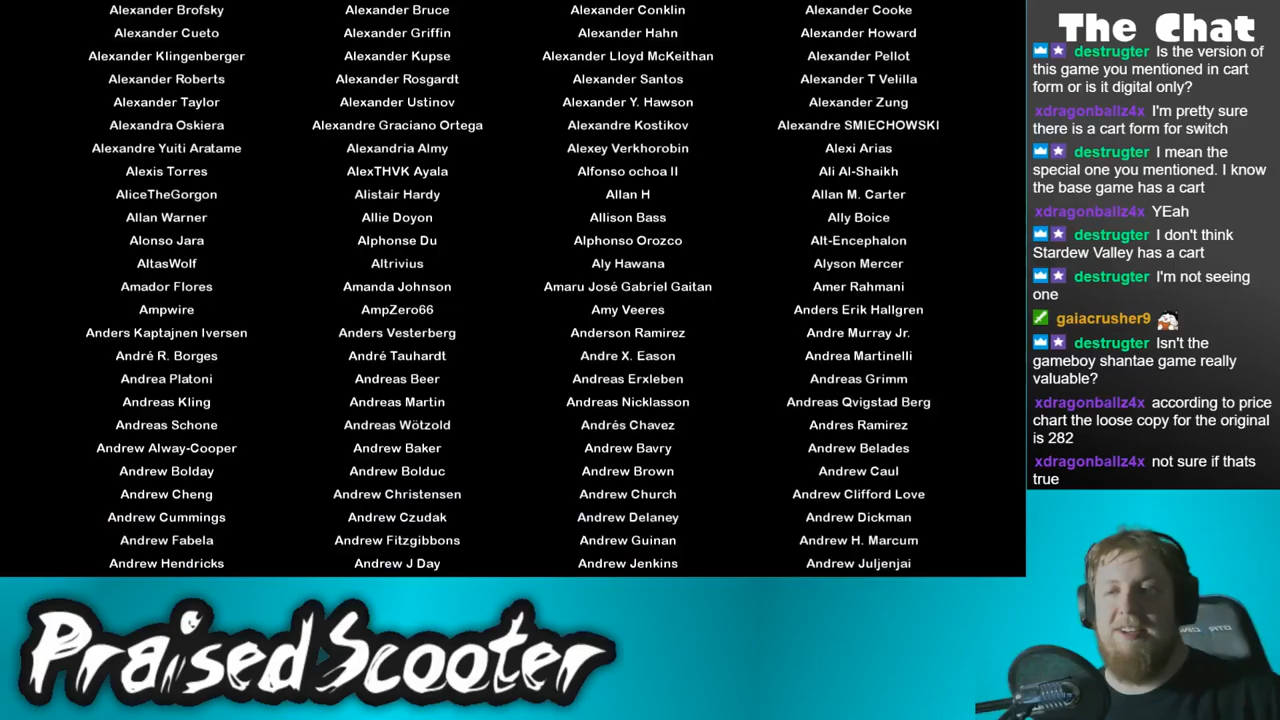 Alexander Brofsky Alexander Bruce Alexander Conklin Alexander Cooke
Alexander Cueto Alexander Griffin Alexander Hahn Alexander Howard
Alexander Klingenberger Alexander Kupse Alexander Lloyd McKeithan Alexander Pellot
Alexander Roberts Alexander Rosgardt Alexander Santos Alexander T Velilla
Alexander Taylor Alexander Ustinov Alexander Y. Hawson Alexander Zung
Alexandra Oskiera Alexandre Graciano Ortega Alexandre Kostikov Alexandre SMIECHOWSKI
Alexandre Yuiti Aratame Alexandria Almy Alexey Verkhorobin Alexi Arias
Alexis Torres AlexTHVK Ayala Alfonso ochoa II Ali Al-Shaikh
AliceTheGorgon Alistair Hardy Allan H Allan M. Carter
Allan Warner Allie Doyon Allison Bass Ally Boice
Alonso Jara Alphonse Du Alphonso Orozco Alt-Encephalon
AltasWolf Altrivius Aly Hawana Alyson Mercer
Amador Flores Amanda Johnson Amaru José Gabriel Gaitan Amer Rahmani
Ampwire AmpZero66 Amy Veeres Anders Erik Hallgren
Anders Kaptajnen Iversen Anders Vesterberg Anderson Ramirez Andre Murray Jr.
André R. Borges André Tauhardt Andre X. Eason Andrea Martinelli
Andrea Platoni Andreas Beer Andreas Erxleben Andreas Grimm
Andreas Kling Andreas Martin Andreas Nicklasson Andreas Qvigstad Berg
Andreas Schone Andreas Wötzold Andrés Chavez Andres Ramirez
Andrew Alway-Cooper Andrew Baker Andrew Bavry Andrew Belades
Andrew Bolday Andrew Bolduc Andrew Brown Andrew Caul
Andrew Cheng Andrew Christensen Andrew Church Andrew Clifford Love
Andrew Cummings Andrew Czudak Andrew Delaney Andrew Dickman
Andrew Fabela Andrew Fitzgibbons Andrew Guinan Andrew H. Marcum
Andrew Hendricks Andrew J Day Andrew Jenkins Andrew Juljenjai
The Chat
destrugter Is the version of
this game you mentioned in cart
form or is it digital only?
xdragonballz4x I'm pretty sure
there is a cart form for switch
destrugter I mean the
special one you mentioned. I know
the base game has a cart
xdragonballz4x YEah
destrugter I don't think
Stardew Valley has a cart
destrugter I'm not seeing
one
gaiacrusher9
destrugter Isn't the
gameboy shantae game really
valuable?
xdragonballz4x according to price
chart the loose copy for the original
is 282
xdragonballz4x not sure if thats
true
PraisedScooter